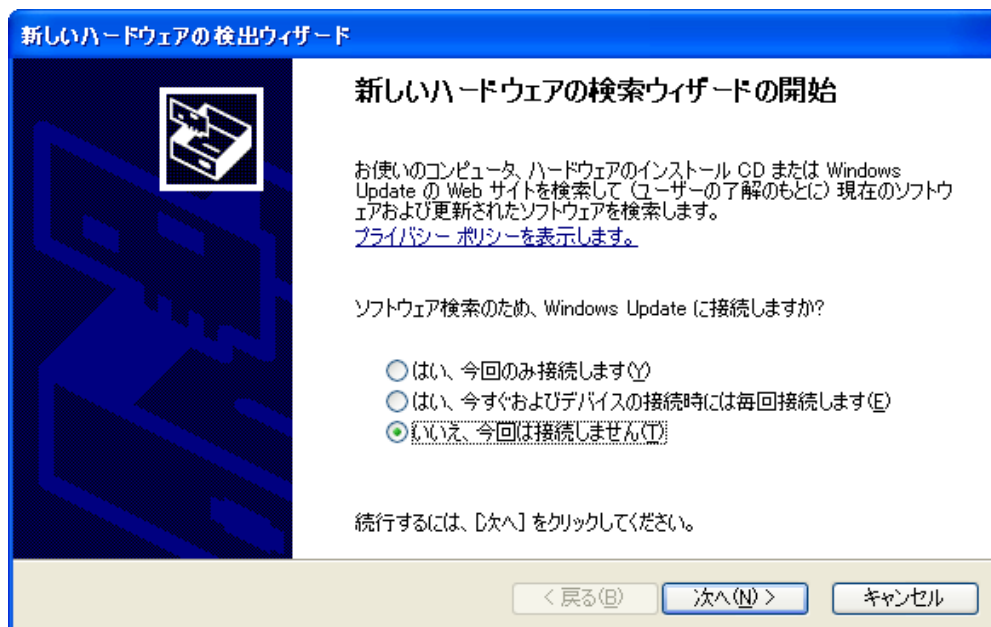 新しいハードウェアの検出ウィザード
新しいハードウェアの検索ウィザードの開始
お使いのコンピュータ、ハードウェアのインストール CD または Windows
Update の Web サイトを検索して (ユーザーの了解のもとに) 現在のソフトウ
ェアおよび更新されたソフトウェアを検索します。
プライバシー ポリシーを表示します。
ソフトウェア検索のため、Windows Update に接続しますか?
はい、今回のみ接続します(Y)
はい、今すぐおよびデバイスの接続時には毎回接続します(E)
いいえ、今回は接続しません(T)
続行するには、[次へ] をクリックしてください。
< 戻る(B)
次へ(N) >
キャンセル